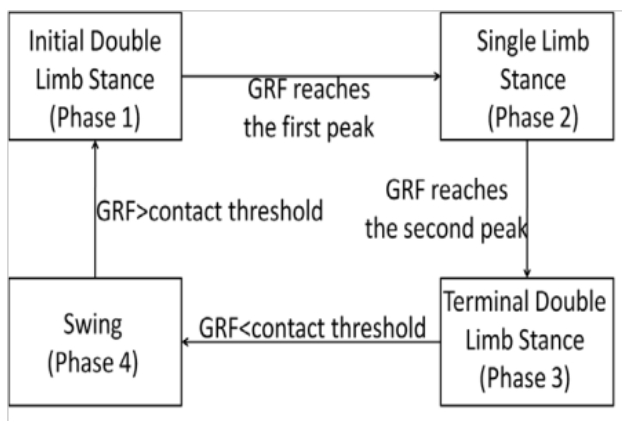 Initial Double
Limb Stance
(Phase 1)
GRF reaches
the first peak
Single Limb
Stance
(Phase 2)
GRF reaches
the second peak
Terminal Double
Limb Stance
(Phase 3)
GRF<contact threshold
Swing
(Phase 4)
GRF>contact threshold